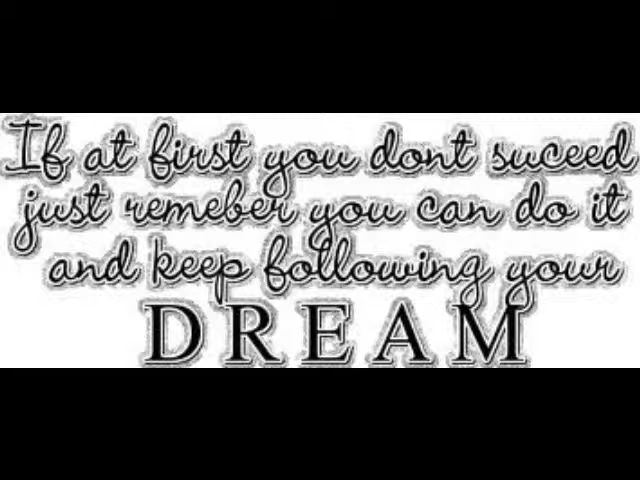 If at first you dont suceed
just remeber you can do it
and keep following your
DREAM